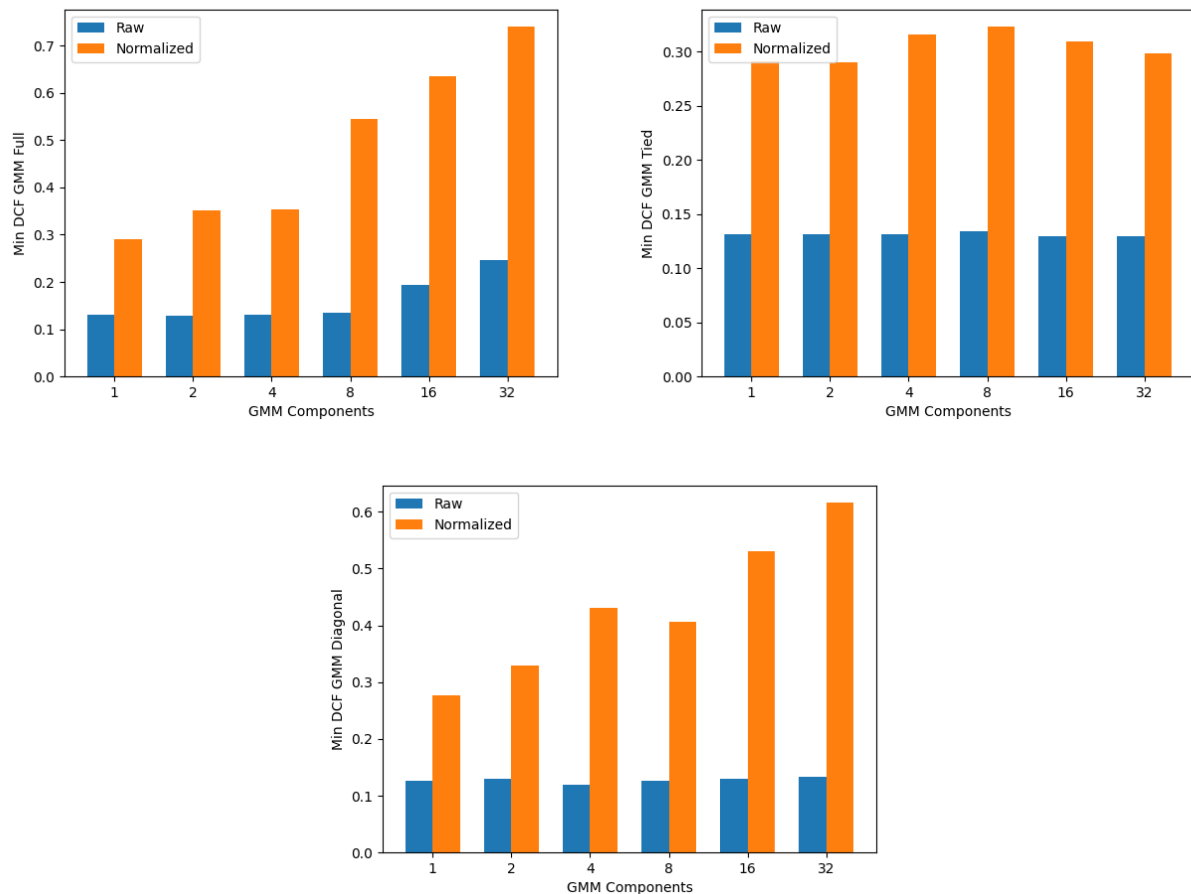 Raw
Normalized
Min DCF GMM Full
0.7
0.6
0.5
0.4
0.3
0.2
0.1
0.0
1 2 4 8 16 32
GMM Components
Raw
Normalized
Min DCF GMM Tied
0.30
0.25
0.20
0.15
0.10
0.05
0.00
1 2 4 8 16 32
GMM Components
Raw
Normalized
Min DCF GMM Diagonal
0.6
0.5
0.4
0.3
0.2
0.1
0.0
1 2 4 8 16 32
GMM Components